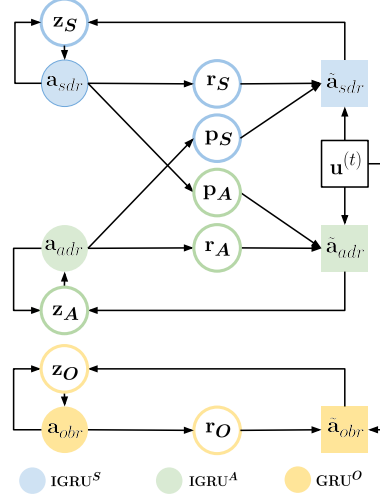 z_S
a_sdr r_S ã_sdr
p_S
u^(t)
p_A
a_adr r_A ã_adr
z_A
z_O
a_obr r_O ã_obr
IGRU^S IGRU^A GRU^O